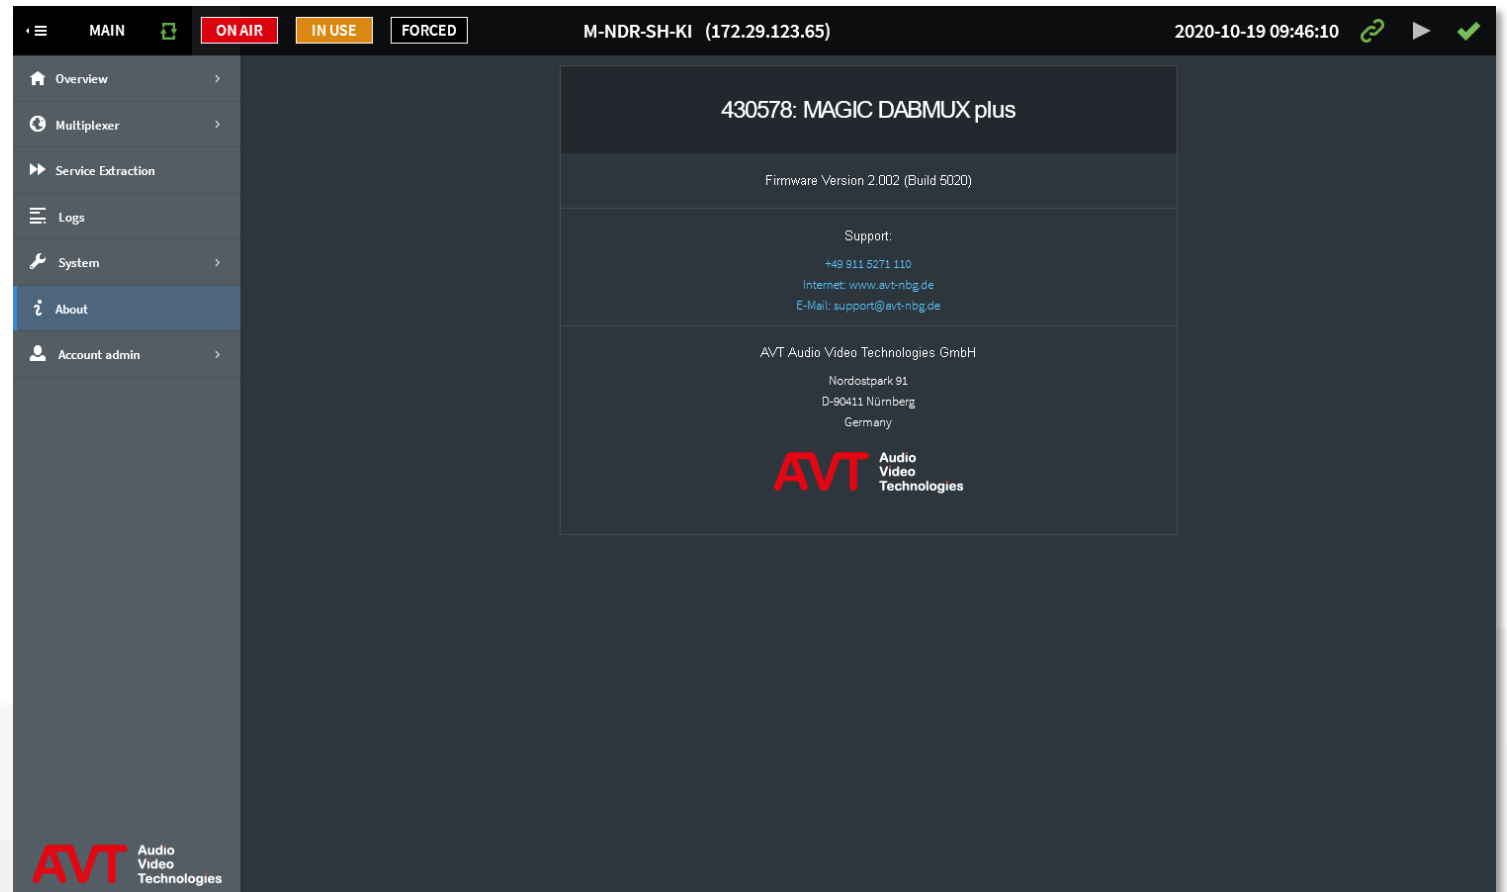 MAIN
ON AIR
IN USE
FORCED
M-NDR-SH-KI (172.29.123.65)
2020-10-19 09:46:10
Overview
Multiplexer
Service Extraction
Logs
System
About
Account admin
430578: MAGIC DABMUX plus
Firmware Version 2.002 (Build 5020)
Support:
+49 911 5271 110
Internet: www.avt-nbg.de
E-Mail: support@avt-nbg.de
AVT Audio Video Technologies GmbH
Nordostpark 91
D-90411 Nürnberg
Germany
AVT
Audio
Video
Technologies
AVT
Audio
Video
Technologies